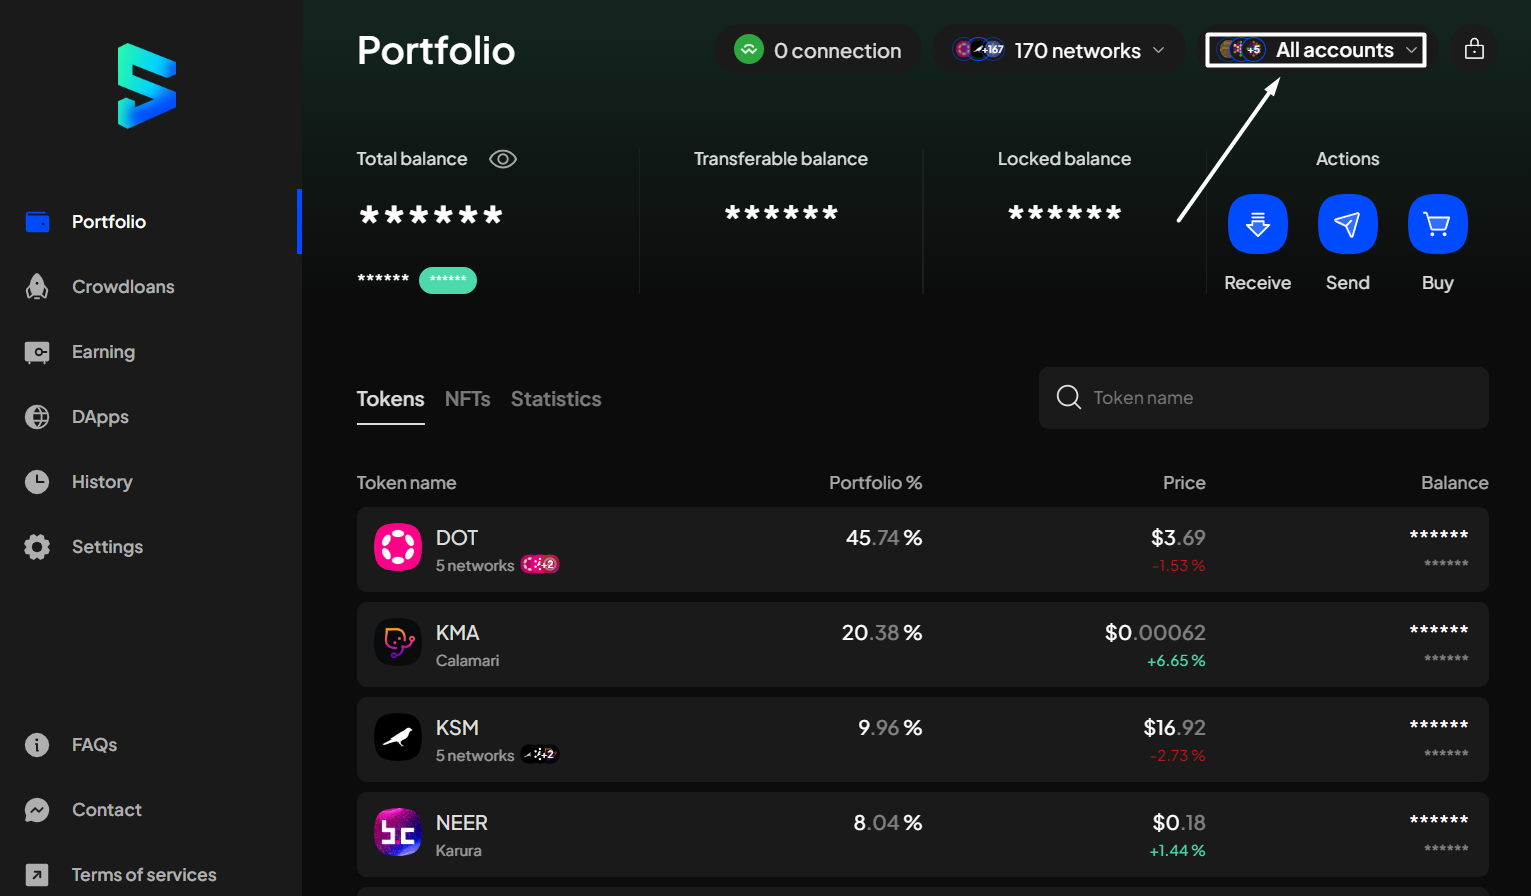 Portfolio
0 connection
+167 170 networks
+5 All accounts
Total balance
******
****** ******
Transferable balance
******
Locked balance
******
Actions
Receive Send Buy
Portfolio
Crowdloans
Earning
DApps
History
Settings
FAQs
Contact
Terms of services
Tokens NFTs Statistics
Token name
Token name Portfolio % Price Balance
DOT 45.74 % $3.69 ******
5 networks +2 -1.53 % ******
KMA 20.38 % $0.00062 ******
Calamari +6.65 % ******
KSM 9.96 % $16.92 ******
5 networks +2 -2.73 % ******
NEER 8.04 % $0.18 ******
Karura +1.44 % ******